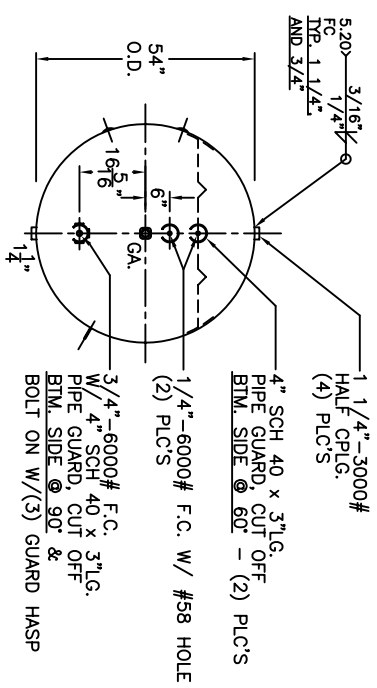 5.20
FC
TYP. 1 1/4"
AND 3/4"
3/16"
1/4"
54"
O.D.
16 5/16"
6"
GA.
1 1/4"
1 1/4"-3000#
HALF CPLG.
(4) PLC'S
4" SCH 40 x 3"LG.
PIPE GUARD, CUT OFF
BTM. SIDE @ 60° - (2) PLC'S
1/4"-6000# F.C. W/ #58 HOLE
(2) PLC'S
3/4"-6000# F.C.
W/ 4" SCH 40 x 3"LG.
PIPE GUARD, CUT OFF
BTM. SIDE @ 90° &
BOLT ON W/(3) GUARD HASP